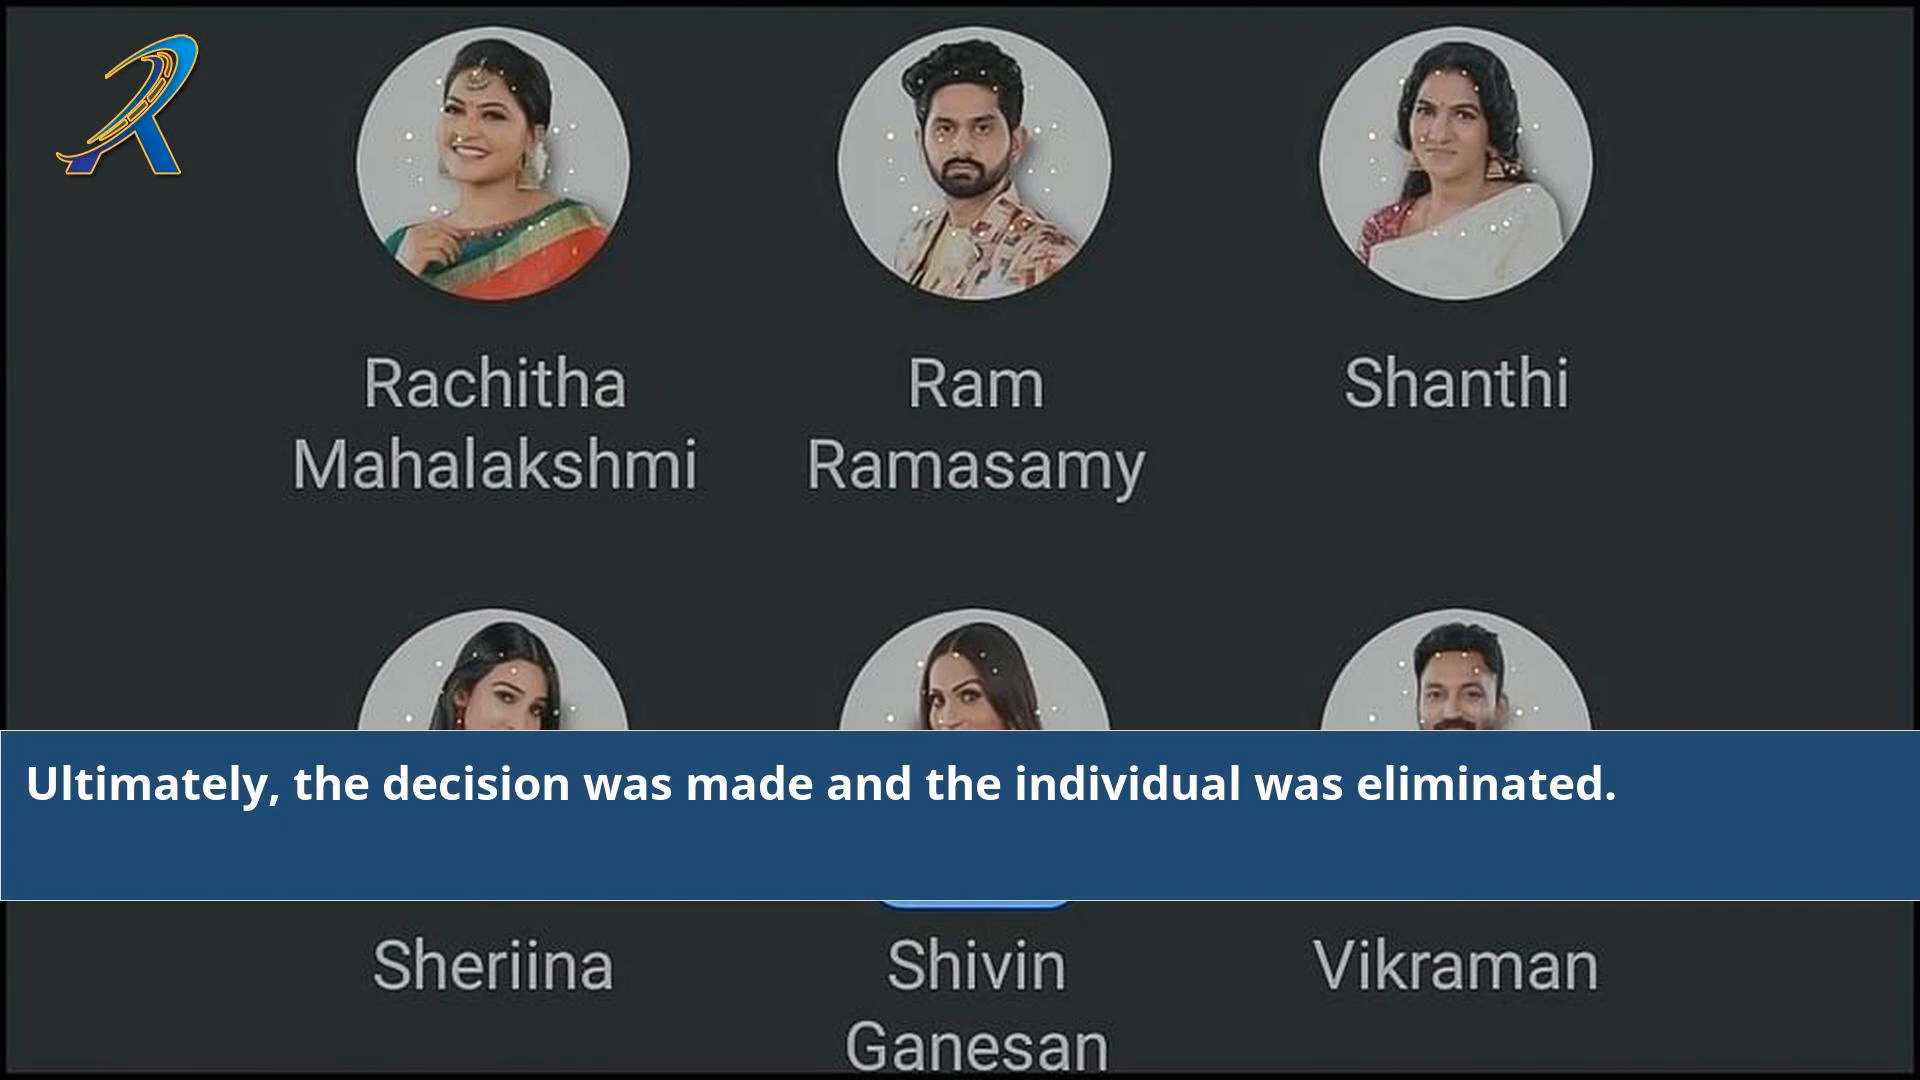 Rachitha
Mahalakshmi
Ram
Ramasamy
Shanthi
Ultimately, the decision was made and the individual was eliminated.
Sheriina
Shivin
Ganesan
Vikraman